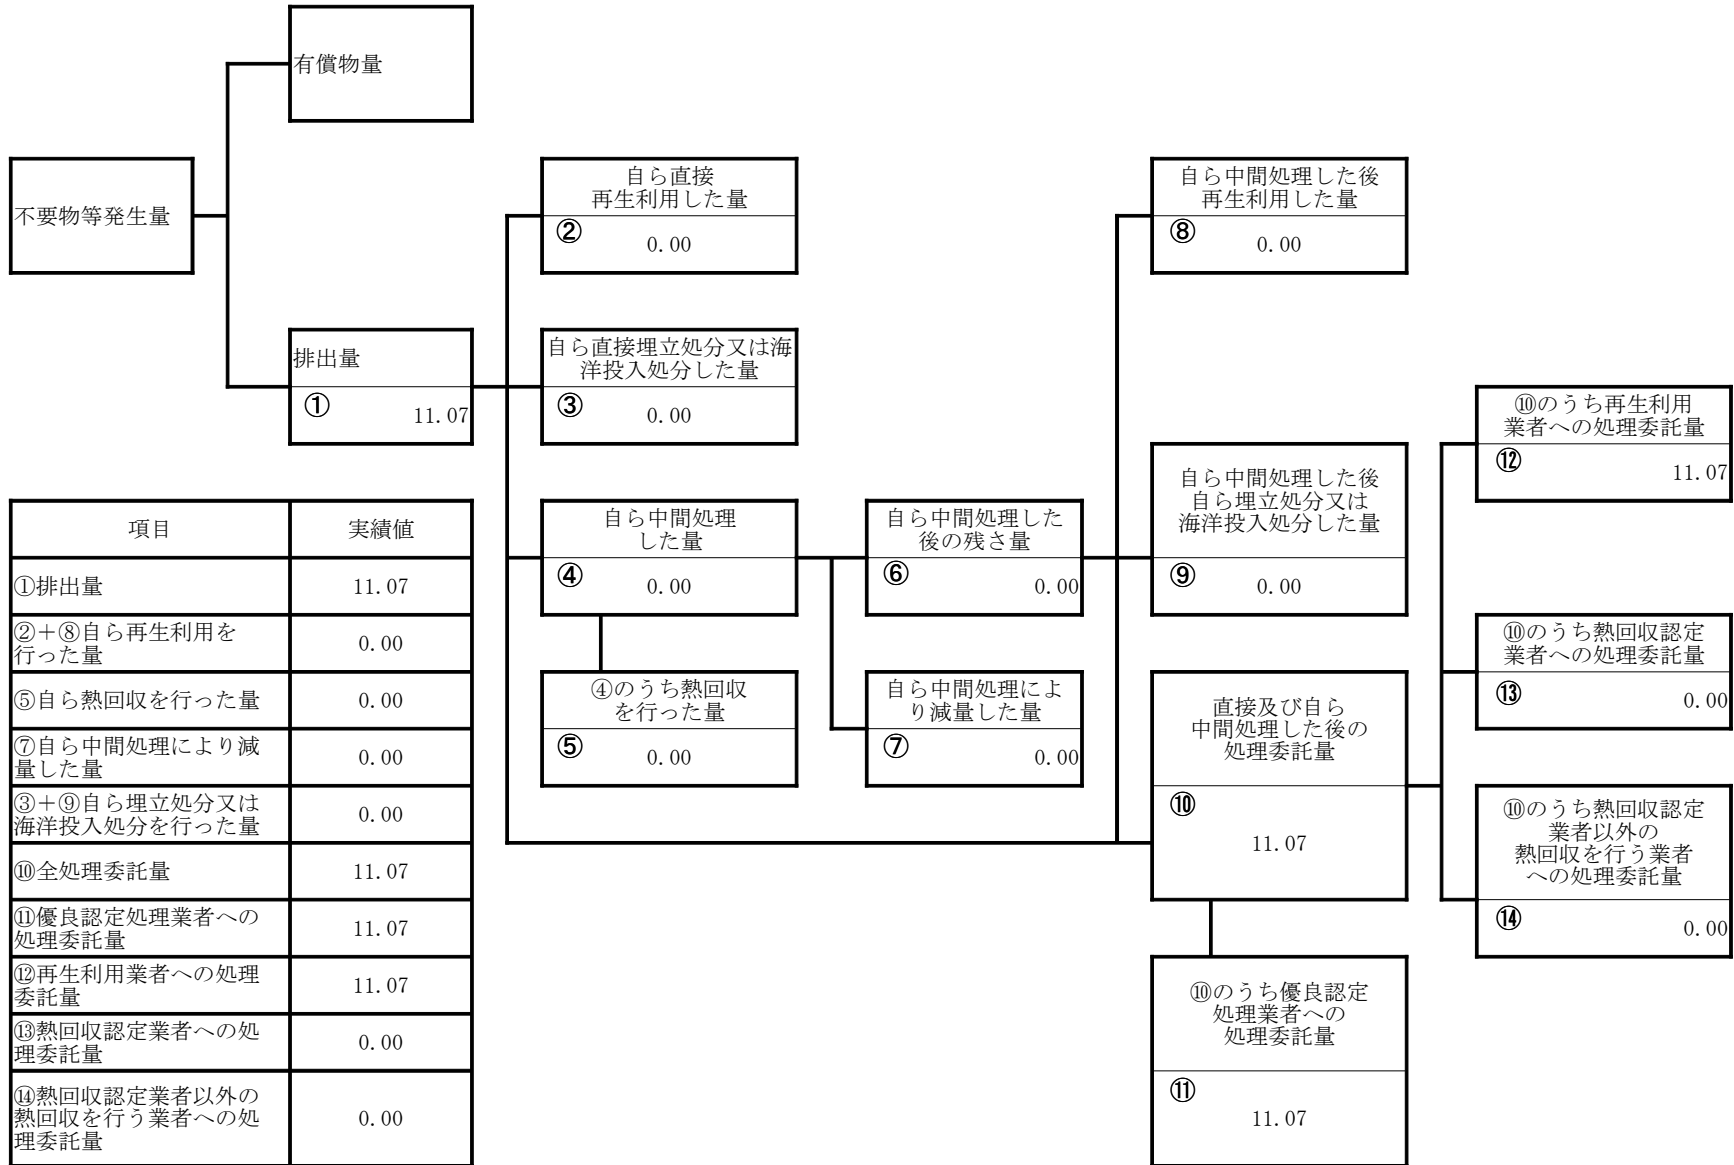 有償物量
不要物等発生量
自ら直接
再生利用した量
②
0.00
自ら中間処理した後
再生利用した量
⑧
0.00
排出量
①
11.07
自ら直接埋立処分又は海
洋投入処分した量
③
0.00
⑩のうち再生利用
業者への処理委託量
⑫
11.07
自ら中間処理した後
自ら埋立処分又は
海洋投入処分した量
⑨
0.00
自ら中間処理
した量
④
0.00
自ら中間処理した
後の残さ量
⑥
0.00
⑩のうち熱回収認定
業者への処理委託量
⑬
0.00
④のうち熱回収
を行った量
⑤
0.00
自ら中間処理によ
り減量した量
⑦
0.00
直接及び自ら
中間処理した後の
処理委託量
⑩
11.07
⑩のうち熱回収認定
業者以外の
熱回収を行う業者
への処理委託量
⑭
0.00
⑩のうち優良認定
処理業者への
処理委託量
⑪
11.07
項目 実績値
①排出量 11.07
②＋⑧自ら再生利用を
行った量 0.00
⑤自ら熱回収を行った量 0.00
⑦自ら中間処理により減
量した量 0.00
③＋⑨自ら埋立処分又は
海洋投入処分を行った量 0.00
⑩全処理委託量 11.07
⑪優良認定処理業者への
処理委託量 11.07
⑫再生利用業者への処理
委託量 11.07
⑬熱回収認定業者への処
理委託量 0.00
⑭熱回収認定業者以外の
熱回収を行う業者への処
理委託量 0.00